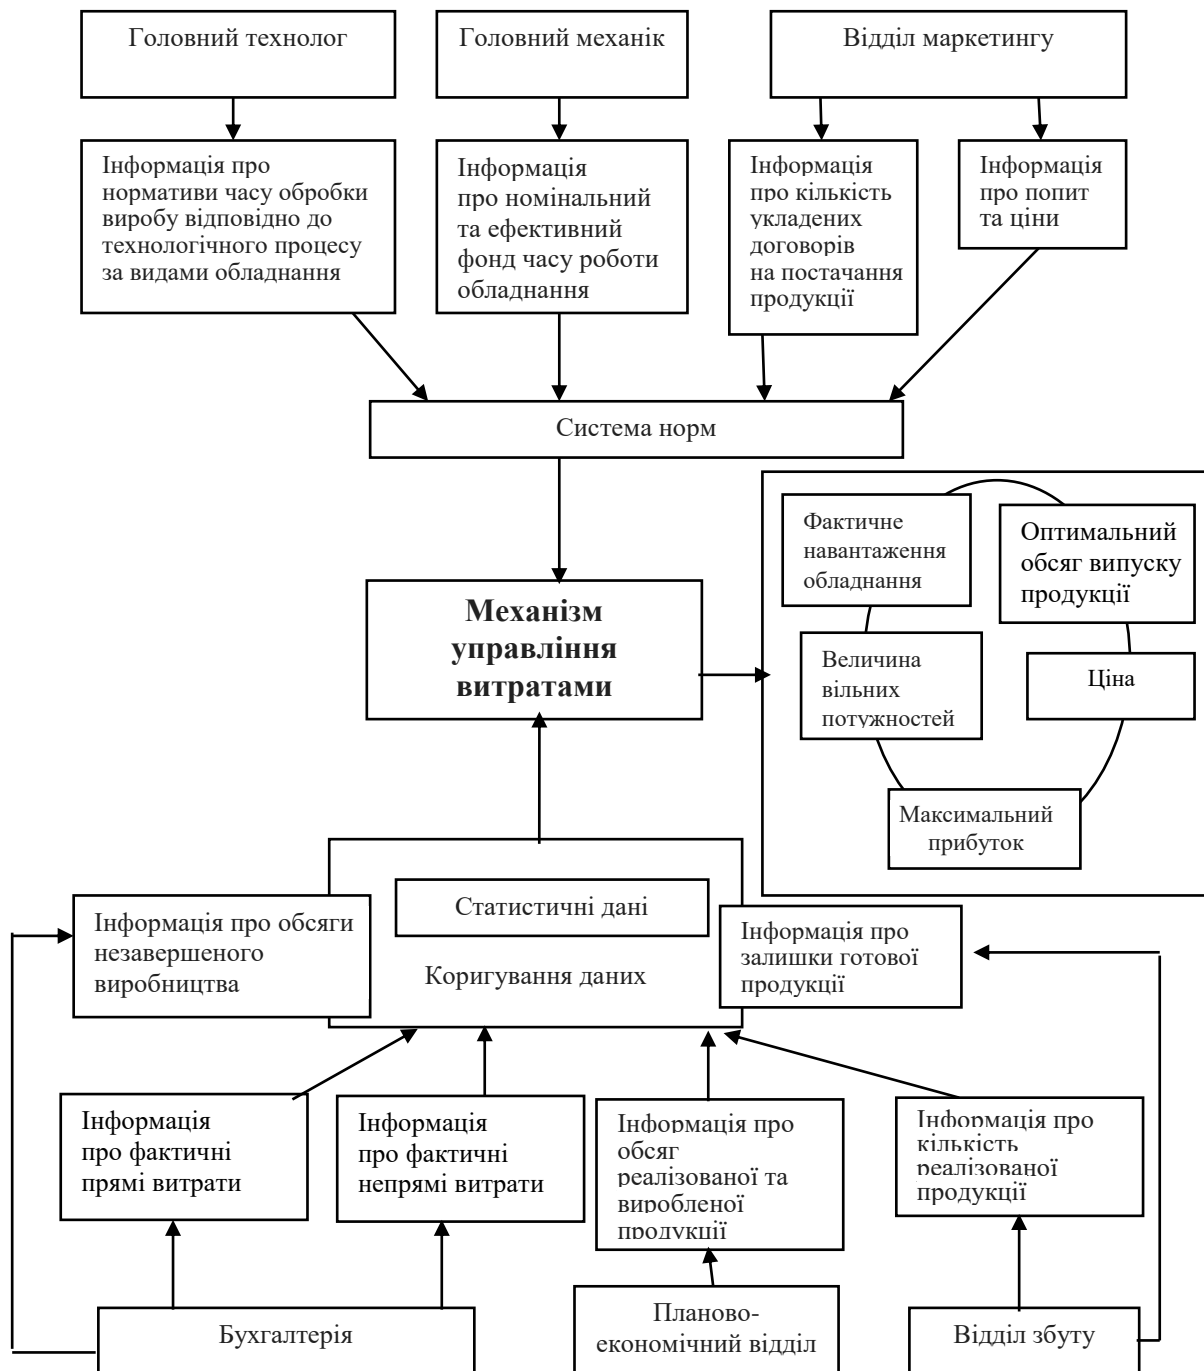 Головний технолог
Головний механік
Відділ маркетингу
Інформація про
нормативи часу обробки
виробу відповідно до
технологічного процесу
за видами обладнання
Інформація
про номінальний
та ефективний
фонд часу роботи
обладнання
Інформація
про кількість
укладених
договорів
на постачання
продукції
Інформація
про попит
та ціни
Система норм
Механізм
управління
витратами
Фактичне
навантаження
обладнання
Оптимальний
обсяг випуску
продукції
Величина
вільних
потужностей
Ціна
Максимальний
прибуток
Статистичні дані
Коригування даних
Інформація про обсяги
незавершеного
виробництва
Інформація про
залишки готової
продукції
Інформація
про фактичні
прямі витрати
Інформація
про фактичні
непрямі витрати
Інформація про
обсяг
реалізованої та
виробленої
продукції
Інформація про
кількість
реалізованої
продукції
Бухгалтерія
Планово-
економічний відділ
Відділ збуту